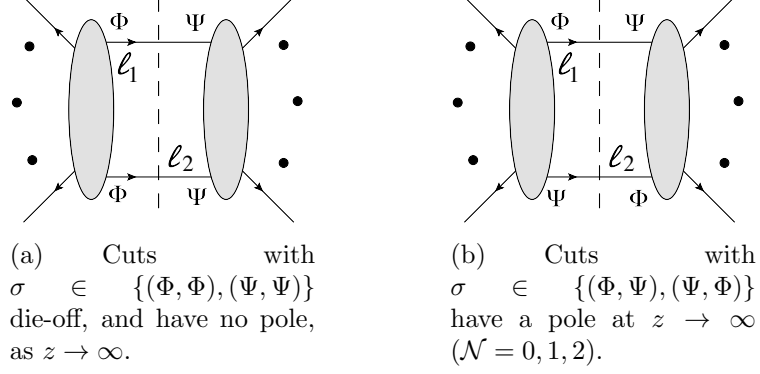 Φ Ψ
ℓ1
ℓ2
Φ Ψ
(a) Cuts with
σ ∈ {(Φ, Φ), (Ψ, Ψ)}
die-off, and have no pole,
as z → ∞.
Φ Ψ
ℓ1
ℓ2
Ψ Φ
(b) Cuts with
σ ∈ {(Φ, Ψ), (Ψ, Φ)}
have a pole at z → ∞
(𝒩 = 0, 1, 2).